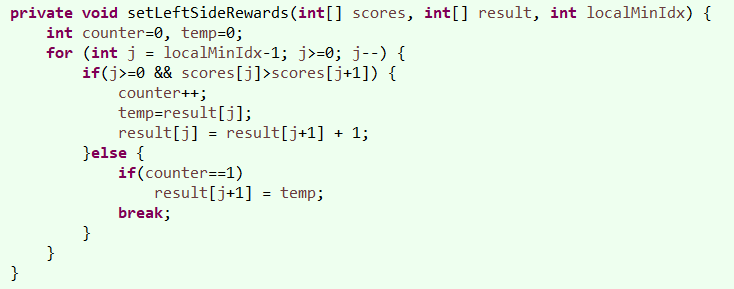 private void setLeftSideRewards(int[] scores, int[] result, int localMinIdx) {
    int counter=0, temp=0;
    for (int j = localMinIdx-1; j>=0; j--) {
        if(j>=0 && scores[j]>scores[j+1]) {
            counter++;
            temp=result[j];
            result[j] = result[j+1] + 1;
        }else {
            if(counter==1)
                result[j+1] = temp;
            break;
        }
    }
}